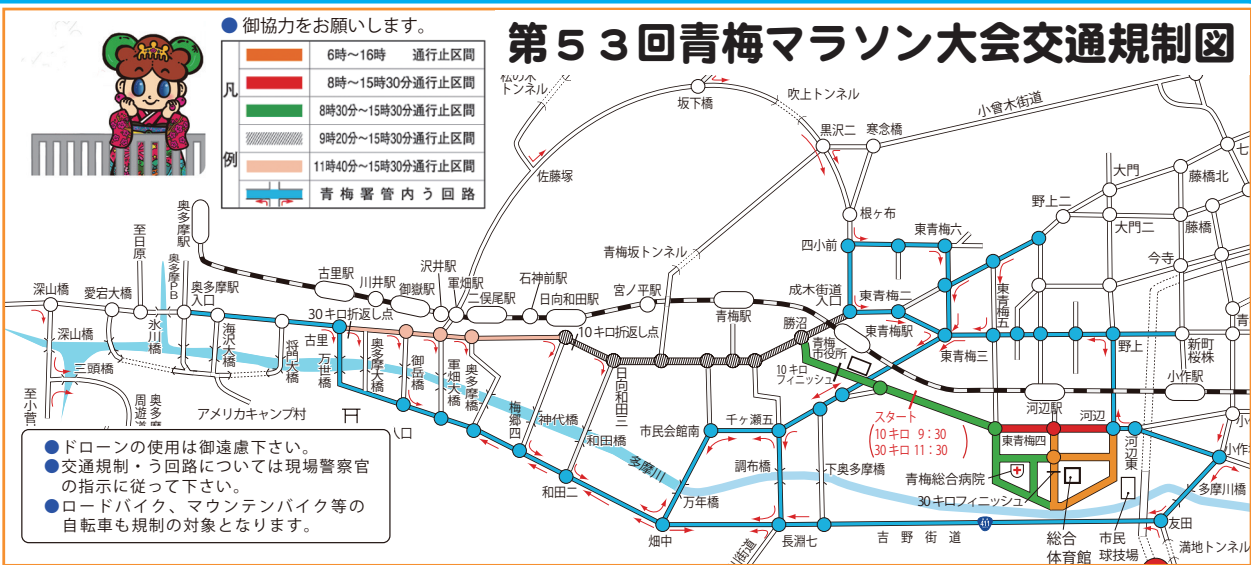 第５３回青梅マラソン大会交通規制図
●御協力をお願いします。
凡例
6時～16時　通行止区間
8時～15時30分通行止区間
8時30分～15時30分通行止区間
9時20分～15時30分通行止区間
11時40分～15時30分通行止区間
青梅署管内う回路
トンネル
坂下橋
吹上トンネル
小曾木街道
黒沢二
寒念橋
佐藤塚
根ヶ布
大門
藤橋北
野上二
大門二
藤橋
今寺
四小前
東青梅六
青梅坂トンネル
奥多摩駅
至日原
奥多摩PB
奥多摩駅入口
古里駅
川井駅
御嶽駅
沢井駅
軍畑駅
二俣尾駅
石神前駅
日向和田駅
宮ノ平駅
青梅駅
成木街道入口
東青梅二
東青梅五
勝沼
東青梅駅
東青梅三
野上
新町桜株
小作駅
深山橋
愛宕大橋
30キロ折返し点
10キロ折返し点
青梅市役所
10キロフィニッシュ
深山橋
三頭橋
氷川橋
海沢大橋
将門大橋
古里
万世橋
奥多摩大橋
御岳橋
軍畑大橋
奥多摩橋
梅郷四
神代橋
日向和田三
和田橋
至小菅
周遊道
奥多摩
アメリカキャンプ村
入口
スタート
(10キロ 9：30
30キロ 11：30)
河辺駅
河辺
河辺東
東青梅四
千ヶ瀬五
市民会館南
多摩川
調布橋
下奥多摩橋
万年橋
和田二
畑中
長淵七
吉野街道
411
青梅総合病院
30キロフィニッシュ
総合体育館
市民球技場
多摩川橋
友田
満地トンネル
●ドローンの使用は御遠慮下さい。
●交通規制・う回路については現場警察官
の指示に従って下さい。
●ロードバイク、マウンテンバイク等の
自転車も規制の対象となります。